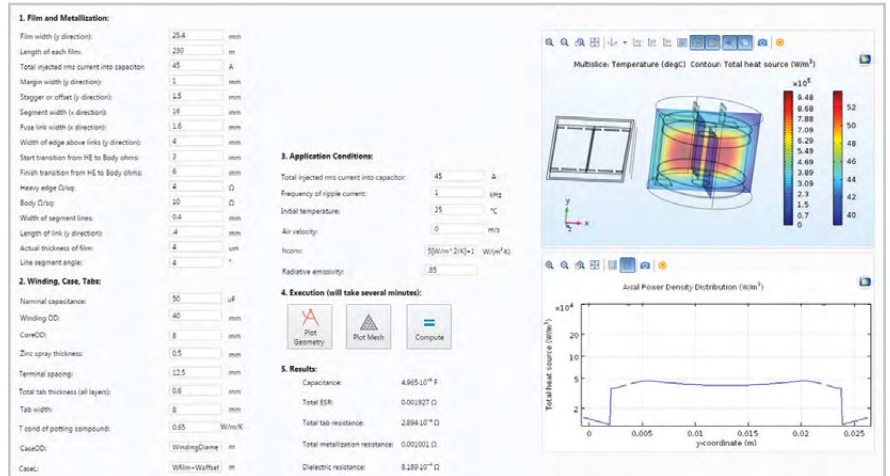 1. Film and Metallization:
Film width (y direction): 25.4 mm
Length of each film: 230 m
Total injected rms current into capacitor: 45 A
Margin width (y direction): 1 mm
Stagger or offset (y direction): 1.5 mm
Segment width (x direction): 16 mm
Fuse link width (x direction): 1.6 mm
Width of edge above links (y direction): 4 mm
Start transition from HE to Body ohms: 3 mm
Finish transition from HE to Body ohms: 6 mm
Heavy edge Ω/sq: 4 Ω
Body Ω/sq: 10 Ω
Width of segment lines: 0.4 mm
Length of link (y direction): .4 mm
Actual thickness of film: 4 um
Line segment angle: 4 °
2. Winding, Case, Tabs:
Nominal capacitance: 50 uF
Winding OD: 40 mm
CoreOD: 8 mm
Zinc spray thickness: 0.5 mm
Terminal spacing: 12.5 mm
Total tab thickness (all layers): 0.6 mm
Tab width: 8 mm
T cond of potting compound: 0.65 W/m/K
CaseOD: WindingDiame m
CaseL: Wfilm−Woffset m
3. Application Conditions:
Total injected rms current into capacitor: 45 A
Frequency of ripple current: 1 kHz
Initial temperature: 25 °C
Air velocity: 0 m/s
hconv: 5[W/m^2/K]+1 W/(m²·K)
Radiative emissivity: .85
4. Execution (will take several minutes):
Plot Geometry
Plot Mesh
Compute
5. Results:
Capacitance: 4.965·10⁻⁵ F
Total ESR: 0.001927 Ω
Total tab resistance: 2.894·10⁻⁴ Ω
Total metallization resistance: 0.001001 Ω
Dielectric resistance: 8.189·10⁻⁴ Ω
Multislice: Temperature (degC) Contour: Total heat source (W/m³)
9.48
8.68
7.88
7.09
6.29
5.49
4.69
3.89
3.09
2.3
1.5
0.7
0
52
50
48
46
44
42
40
y
z
x
Axial Power Density Distribution (W/m³)
×10⁴
Total heat source (W/m³)
20
10
5
2
0
0.005
0.01
0.015
0.02
0.025
y-coordinate (m)